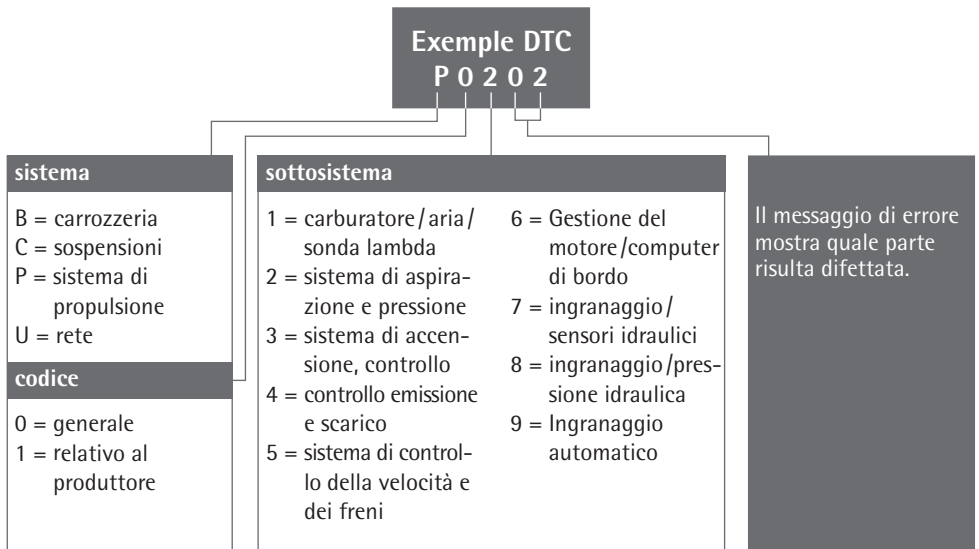 Exemple DTC
P 0 2 0 2
sistema
B = carrozzeria
C = sospensioni
P = sistema di
propulsione
U = rete
codice
0 = generale
1 = relativo al
produttore
sottosistema
1 = carburatore/aria/
sonda lambda
2 = sistema di aspira-
zione e pressione
3 = sistema di accen-
sione, controllo
4 = controllo emissione
e scarico
5 = sistema di control-
lo della velocità e
dei freni
6 = Gestione del
motore/computer
di bordo
7 = ingranaggio/
sensori idraulici
8 = ingranaggio/pres-
sione idraulica
9 = Ingranaggio
automatico
Il messaggio di errore
mostra quale parte
risulta difettata.